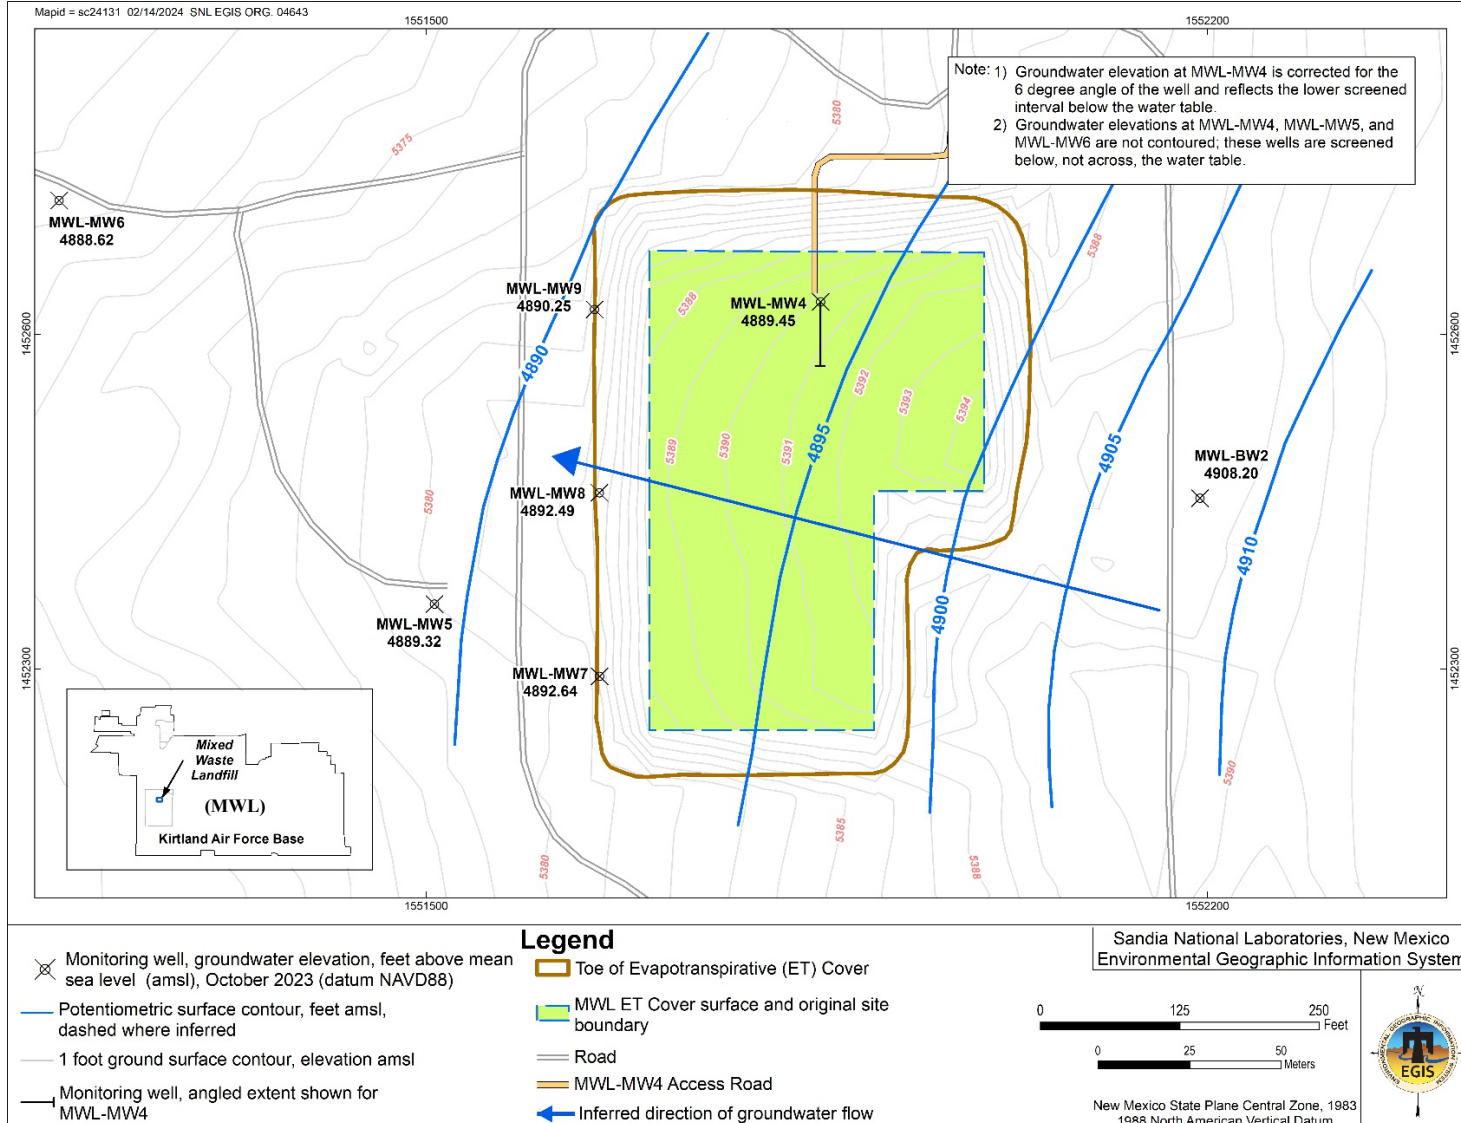 Mapid = sc24131 02/14/2024 SNL EGIS ORG. 04643
1551500
1552200
Note: 1) Groundwater elevation at MWL-MW4 is corrected for the
6 degree angle of the well and reflects the lower screened
interval below the water table.
2) Groundwater elevations at MWL-MW4, MWL-MW5, and
MWL-MW6 are not contoured; these wells are screened
below, not across, the water table.
5380
5375
MWL-MW6
4888.62
5388
MWL-MW9
4890.25
5388
MWL-MW4
4889.45
1452600
1452600
4890
5392
5393
5394
5389
5390
5391
4895
4905
MWL-BW2
4908.20
5380
MWL-MW8
4892.49
4910
4900
MWL-MW5
4889.32
1452300
1452300
MWL-MW7
4892.64
Mixed
Waste
Landfill
(MWL)
Kirtland Air Force Base
5390
5385
5380
5388
1551500
1552200
Legend
Monitoring well, groundwater elevation, feet above mean
sea level (amsl), October 2023 (datum NAVD88)
Potentiometric surface contour, feet amsl,
dashed where inferred
1 foot ground surface contour, elevation amsl
Monitoring well, angled extent shown for
MWL-MW4
Toe of Evapotranspirative (ET) Cover
MWL ET Cover surface and original site
boundary
Road
MWL-MW4 Access Road
Inferred direction of groundwater flow
Sandia National Laboratories, New Mexico
Environmental Geographic Information System
0 125 250
Feet
0 25 50
Meters
New Mexico State Plane Central Zone, 1983
1988 North American Vertical Datum
N
ENVIRONMENTAL GEOGRAPHIC INFORMATION SYSTEM
EGIS